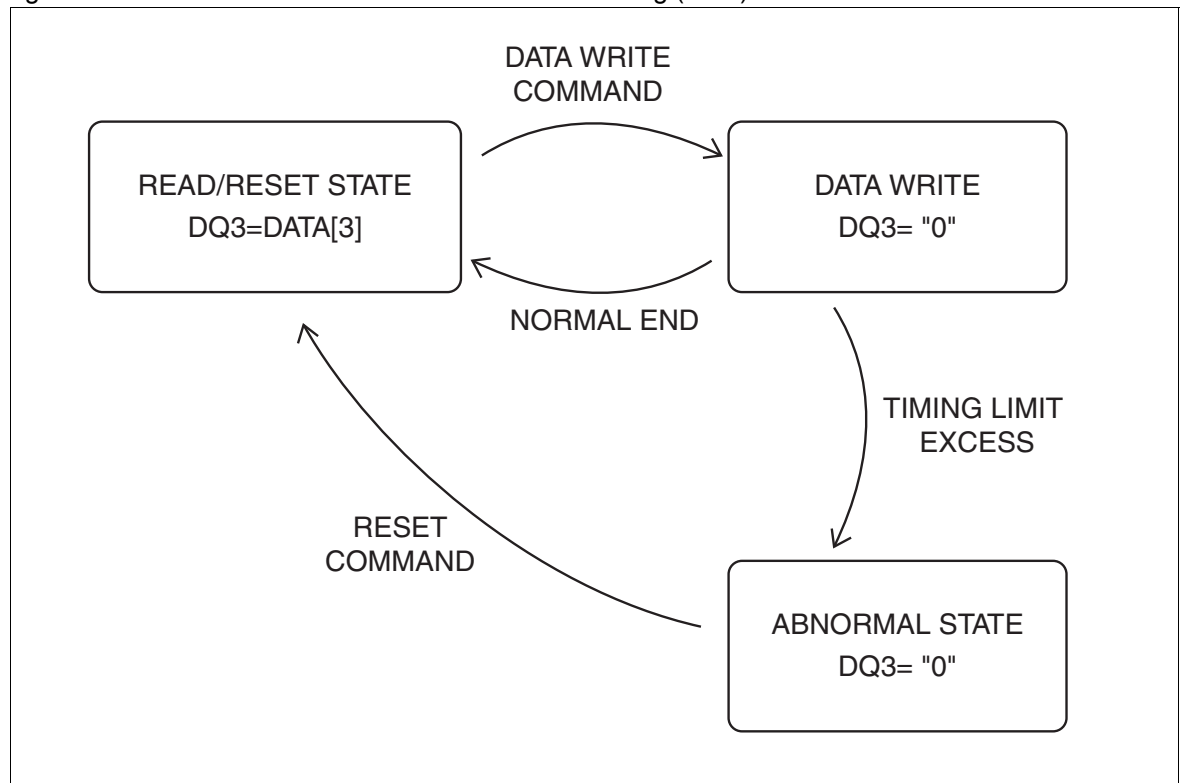 DATA WRITE
COMMAND
READ/RESET STATE
DQ3=DATA[3]
DATA WRITE
DQ3= "0"
NORMAL END
TIMING LIMIT
EXCESS
RESET
COMMAND
ABNORMAL STATE
DQ3= "0"